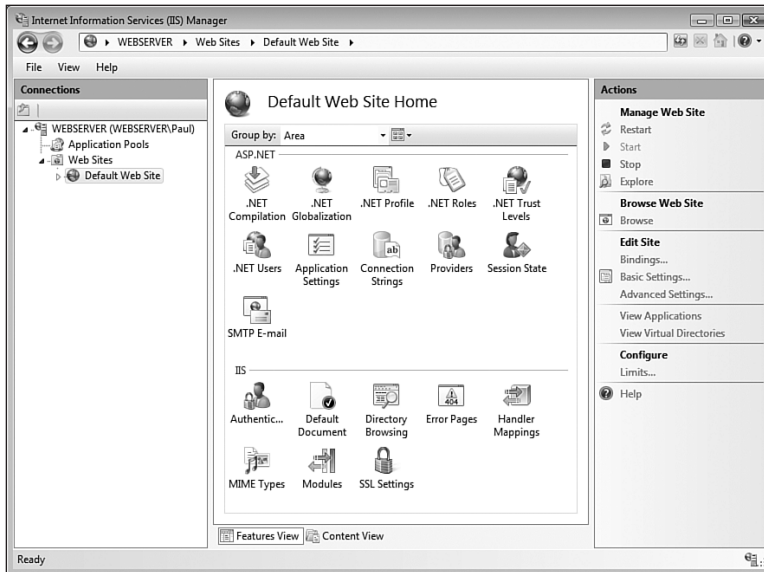 Internet Information Services (IIS) Manager
WEBSERVER ▸ Web Sites ▸ Default Web Site ▸
File View Help
Connections
WEBSERVER (WEBSERVER\Paul)
Application Pools
Web Sites
Default Web Site
Default Web Site Home
Group by: Area
ASP.NET
.NET Compilation
.NET Globalization
.NET Profile
.NET Roles
.NET Trust Levels
.NET Users
Application Settings
Connection Strings
ab
Providers
Session State
SMTP E-mail
IIS
Authentic...
Default Document
Directory Browsing
404
Error Pages
Handler Mappings
MIME Types
Modules
SSL Settings
Features View
Content View
Actions
Manage Web Site
Restart
Start
Stop
Explore
Browse Web Site
Browse
Edit Site
Bindings...
Basic Settings...
Advanced Settings...
View Applications
View Virtual Directories
Configure
Limits...
Help
Ready